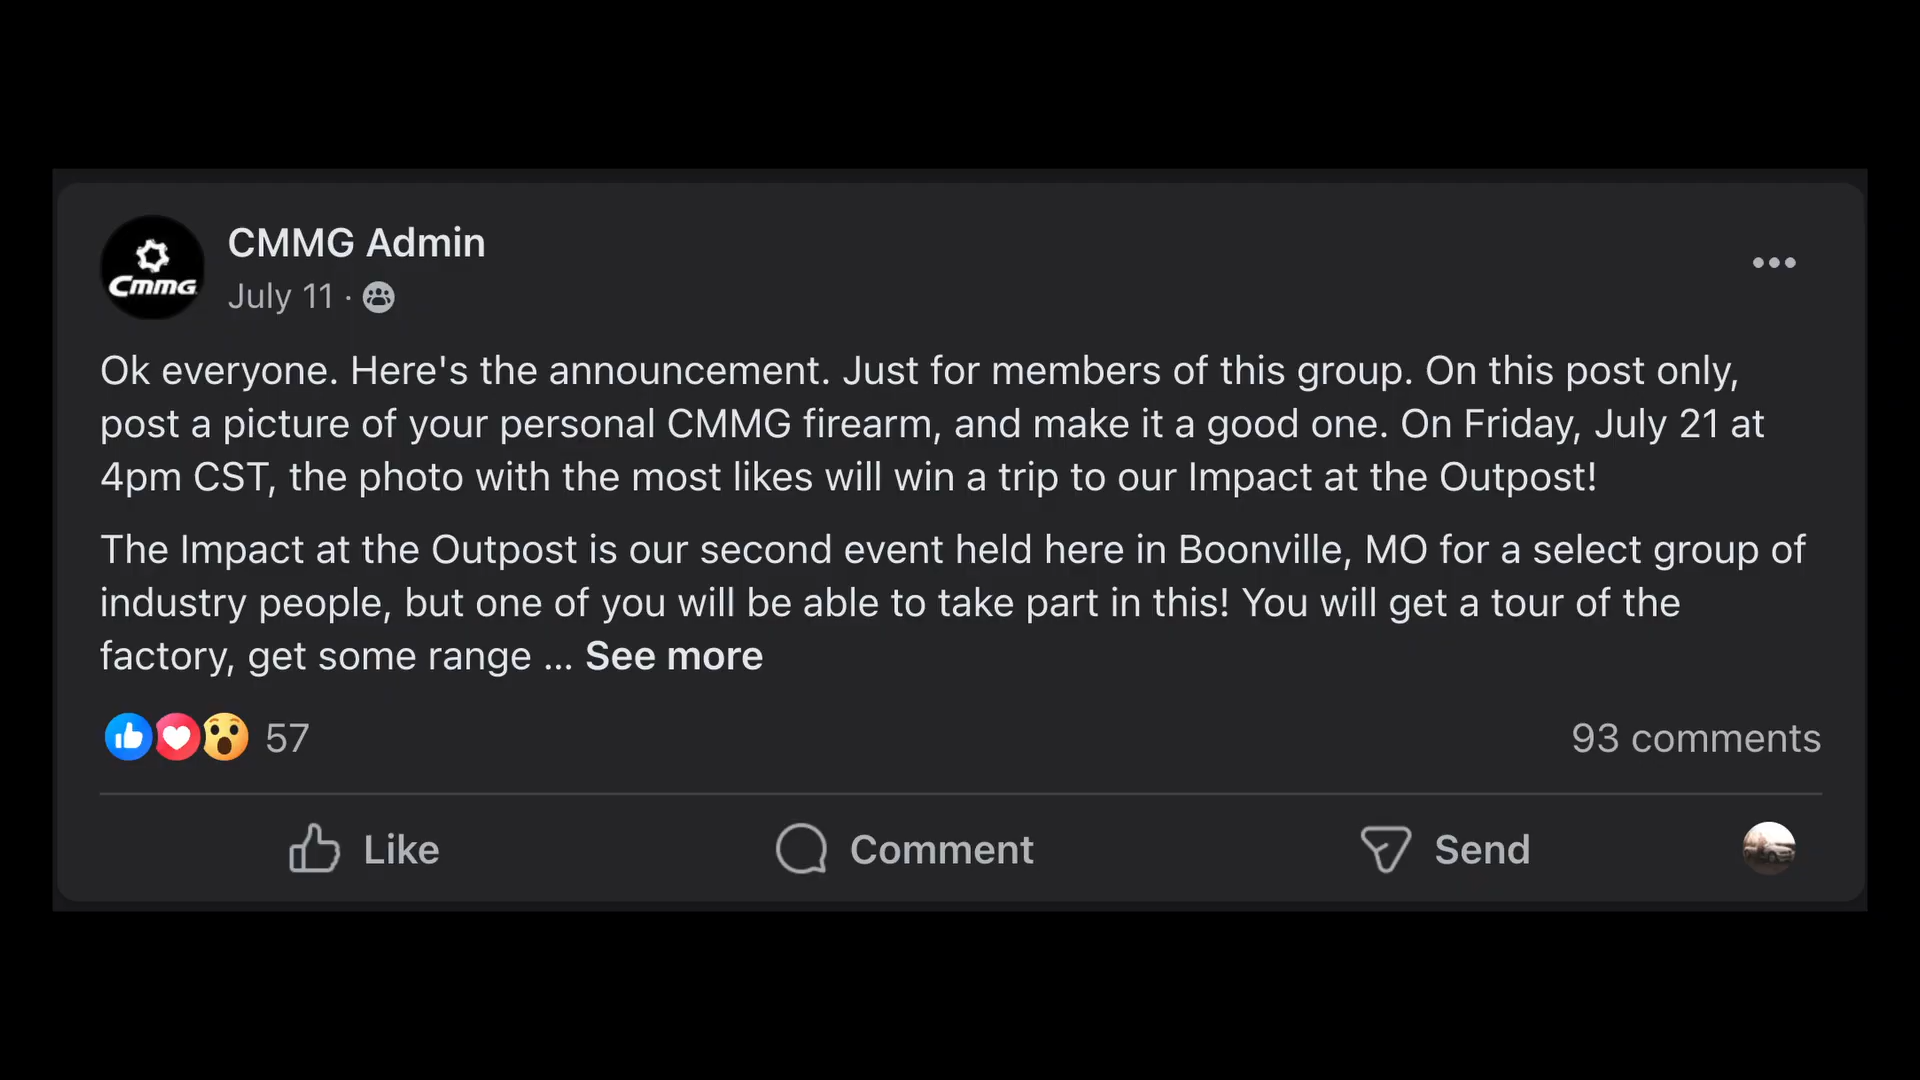 CMMG Admin
July 11 ·
Cmmg
Ok everyone. Here's the announcement. Just for members of this group. On this post only,
post a picture of your personal CMMG firearm, and make it a good one. On Friday, July 21 at
4pm CST, the photo with the most likes will win a trip to our Impact at the Outpost!
The Impact at the Outpost is our second event held here in Boonville, MO for a select group of
industry people, but one of you will be able to take part in this! You will get a tour of the
factory, get some range ... See more
57
93 comments
Like
Comment
Send